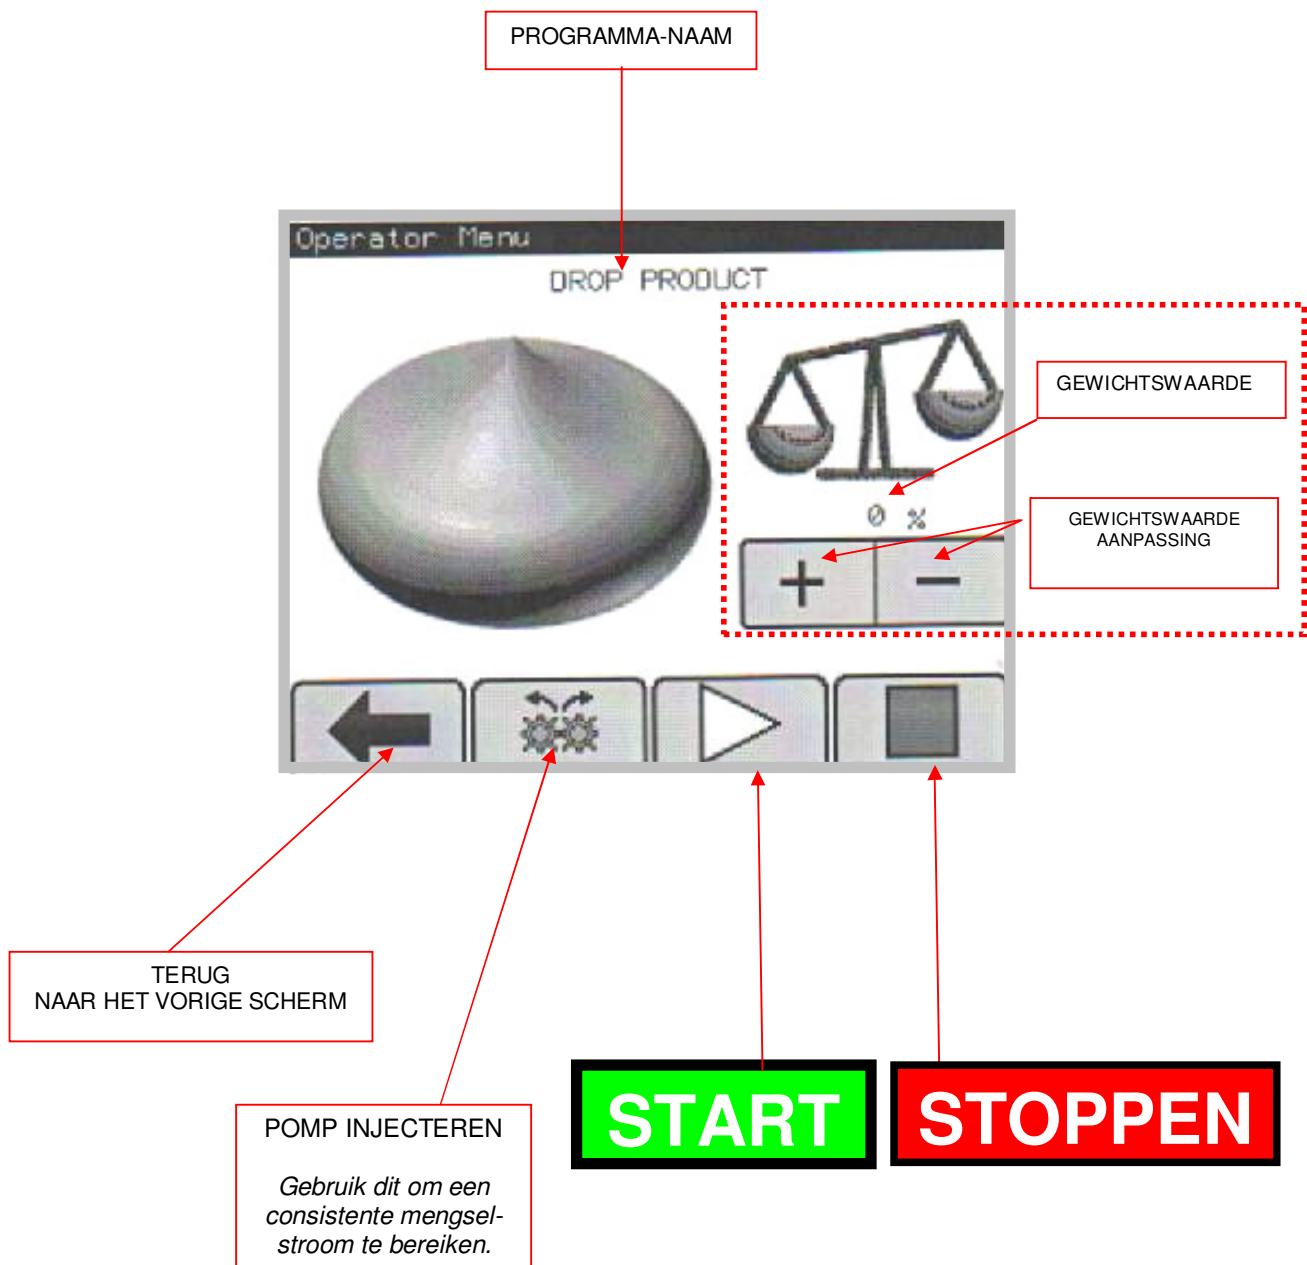 PROGRAMMA-NAAM
Operator Menu
DROP PRODUCT
GEWICHTSWAARDE
0 %
GEWICHTSWAARDE
AANPASSING
+ −
TERUG
NAAR HET VORIGE SCHERM
START
STOPPEN
POMP INJECTEREN
Gebruik dit om een
consistente mengsel-
stroom te bereiken.